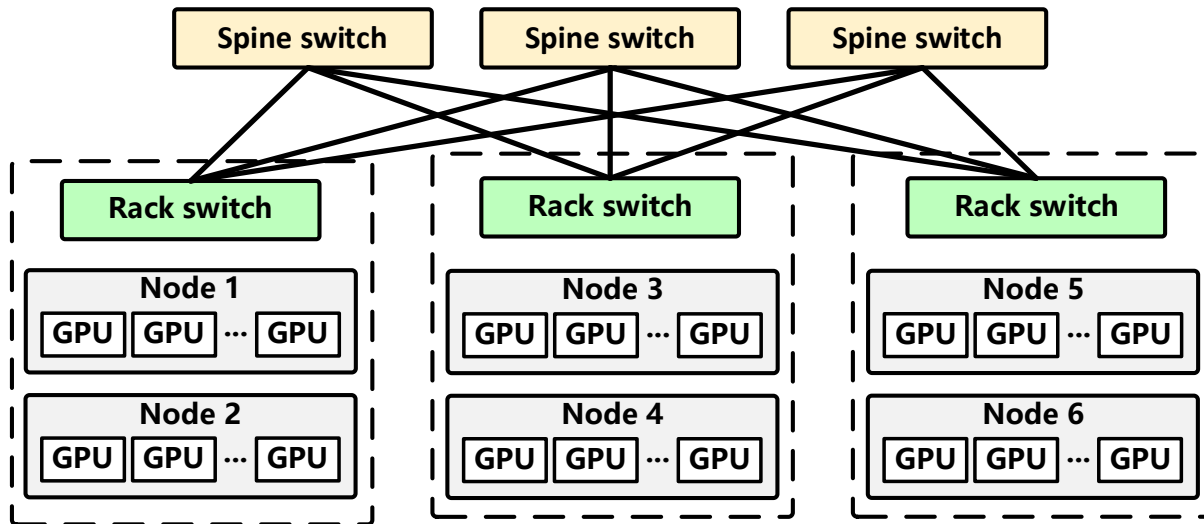 Spine switch Spine switch Spine switch
Rack switch Rack switch Rack switch
Node 1 Node 3 Node 5
GPU GPU ... GPU GPU GPU ... GPU GPU GPU ... GPU
Node 2 Node 4 Node 6
GPU GPU ... GPU GPU GPU ... GPU GPU GPU ... GPU